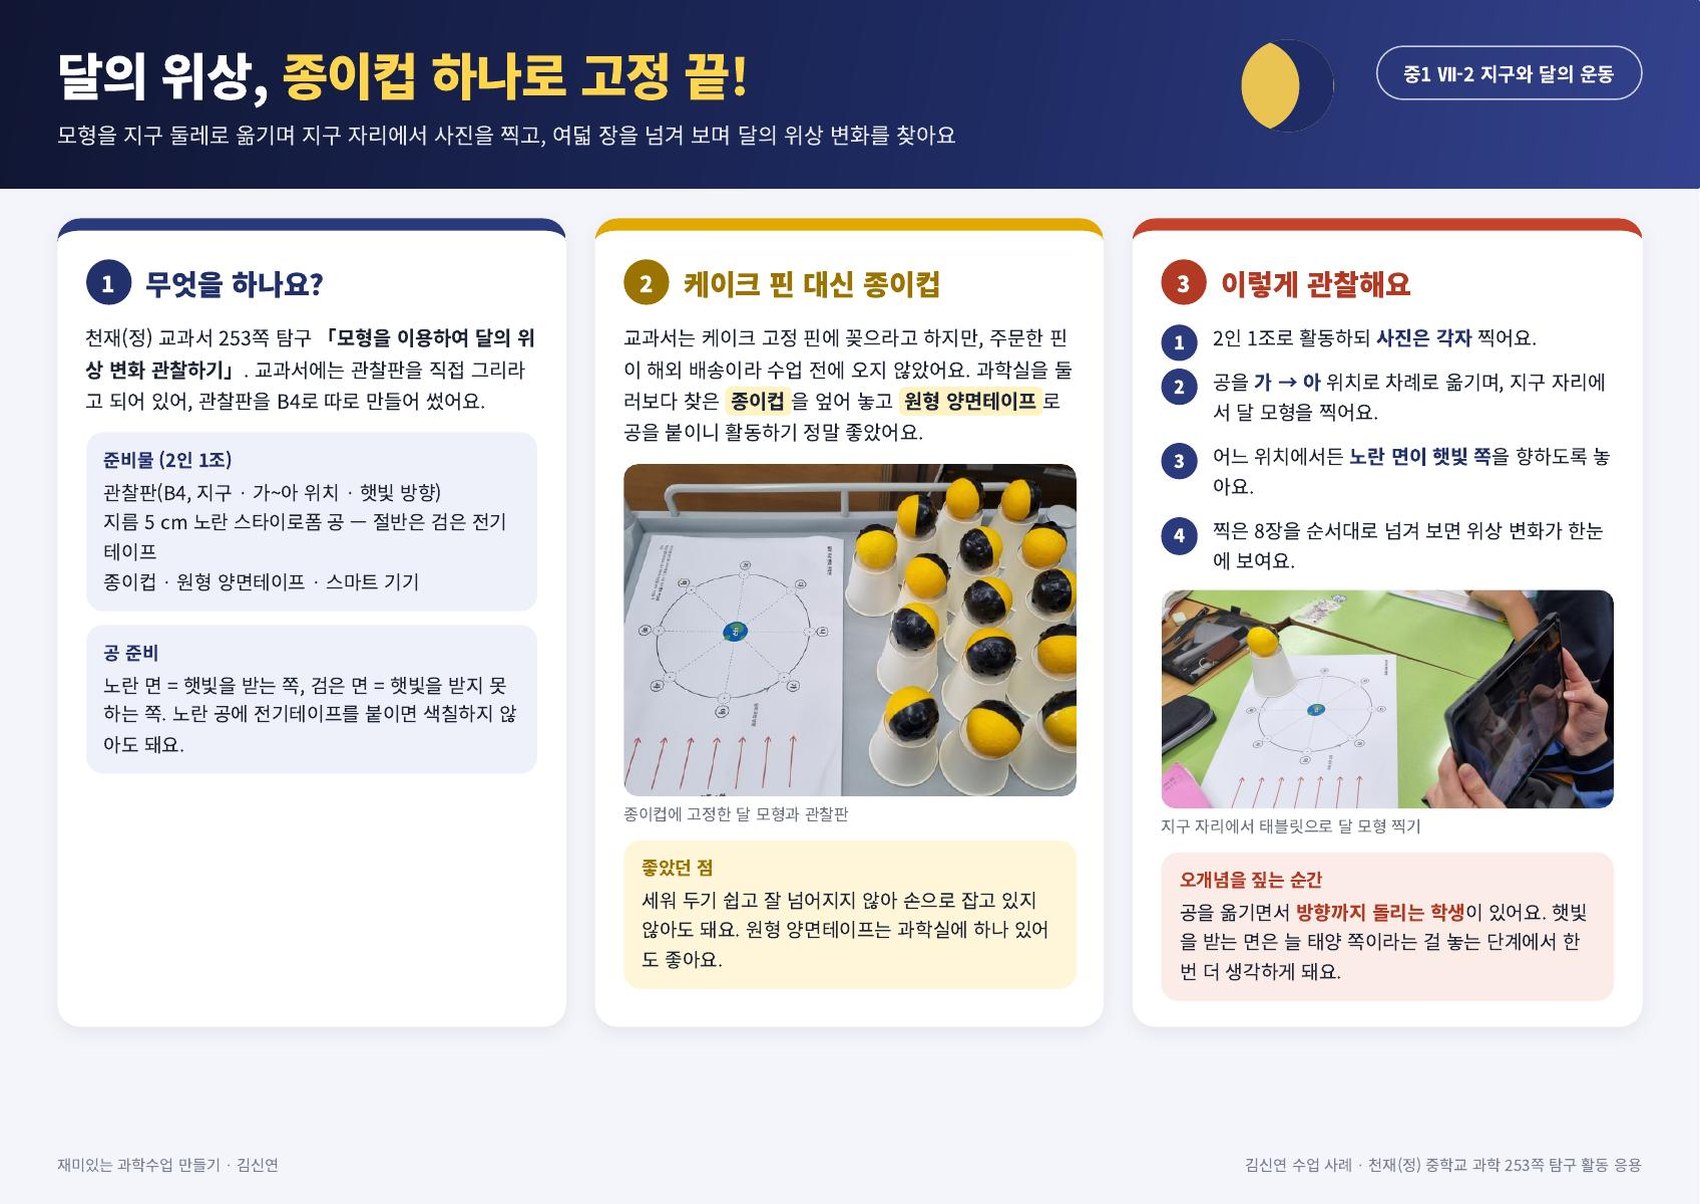 달의 위상, 종이컵 하나로 고정 끝!
모형을 지구 둘레로 옮기며 지구 자리에서 사진을 찍고, 여덟 장을 넘겨 보며 달의 위상 변화를 찾아요
중1 Ⅶ-2 지구와 달의 운동
1 무엇을 하나요?
천재(정) 교과서 253쪽 탐구 「모형을 이용하여 달의 위
상 변화 관찰하기」. 교과서에는 관찰판을 직접 그리라
고 되어 있어, 관찰판을 B4로 따로 만들어 썼어요.
준비물 (2인 1조)
관찰판(B4, 지구 · 가~아 위치 · 햇빛 방향)
지름 5 cm 노란 스타이로폼 공 — 절반은 검은 전기
테이프
종이컵 · 원형 양면테이프 · 스마트 기기
공 준비
노란 면 = 햇빛을 받는 쪽, 검은 면 = 햇빛을 받지 못
하는 쪽. 노란 공에 전기테이프를 붙이면 색칠하지 않
아도 돼요.
2 케이크 핀 대신 종이컵
교과서는 케이크 고정 핀에 꽂으라고 하지만, 주문한 핀
이 해외 배송이라 수업 전에 오지 않았어요. 과학실을 둘
러보다 찾은 종이컵을 엎어 놓고 원형 양면테이프로
공을 붙이니 활동하기 정말 좋았어요.
종이컵에 고정한 달 모형과 관찰판
좋았던 점
세워 두기 쉽고 잘 넘어지지 않아 손으로 잡고 있지
않아도 돼요. 원형 양면테이프는 과학실에 하나 있어
도 좋아요.
3 이렇게 관찰해요
1 2인 1조로 활동하되 사진은 각자 찍어요.
2 공을 가 → 아 위치로 차례로 옮기며, 지구 자리에
서 달 모형을 찍어요.
3 어느 위치에서든 노란 면이 햇빛 쪽을 향하도록 놓
아요.
4 찍은 8장을 순서대로 넘겨 보면 위상 변화가 한눈
에 보여요.
지구 자리에서 태블릿으로 달 모형 찍기
오개념을 짚는 순간
공을 옮기면서 방향까지 돌리는 학생이 있어요. 햇빛
을 받는 면은 늘 태양 쪽이라는 걸 놓는 단계에서 한
번 더 생각하게 돼요.
재미있는 과학수업 만들기 · 김신연
김신연 수업 사례 · 천재(정) 중학교 과학 253쪽 탐구 활동 응용